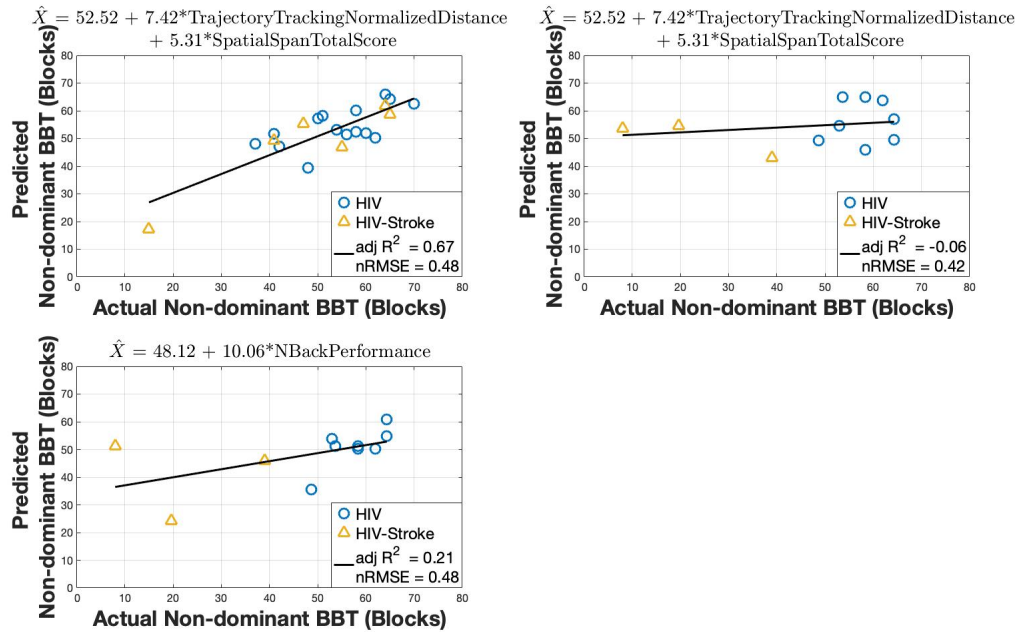 X̂ = 52.52 + 7.42*TrajectoryTrackingNormalizedDistance
+ 5.31*SpatialSpanTotalScore
Predicted
Non-dominant BBT (Blocks)
80
70
60
50
40
30
20
10
0
HIV
HIV-Stroke
adj R² = 0.67
nRMSE = 0.48
0 10 20 30 40 50 60 70 80
Actual Non-dominant BBT (Blocks)
X̂ = 52.52 + 7.42*TrajectoryTrackingNormalizedDistance
+ 5.31*SpatialSpanTotalScore
Predicted
Non-dominant BBT (Blocks)
80
70
60
50
40
30
20
10
0
HIV
HIV-Stroke
adj R² = -0.06
nRMSE = 0.42
0 10 20 30 40 50 60 70 80
Actual Non-dominant BBT (Blocks)
X̂ = 48.12 + 10.06*NBackPerformance
Predicted
Non-dominant BBT (Blocks)
80
70
60
50
40
30
20
10
0
HIV
HIV-Stroke
adj R² = 0.21
nRMSE = 0.48
0 10 20 30 40 50 60 70 80
Actual Non-dominant BBT (Blocks)